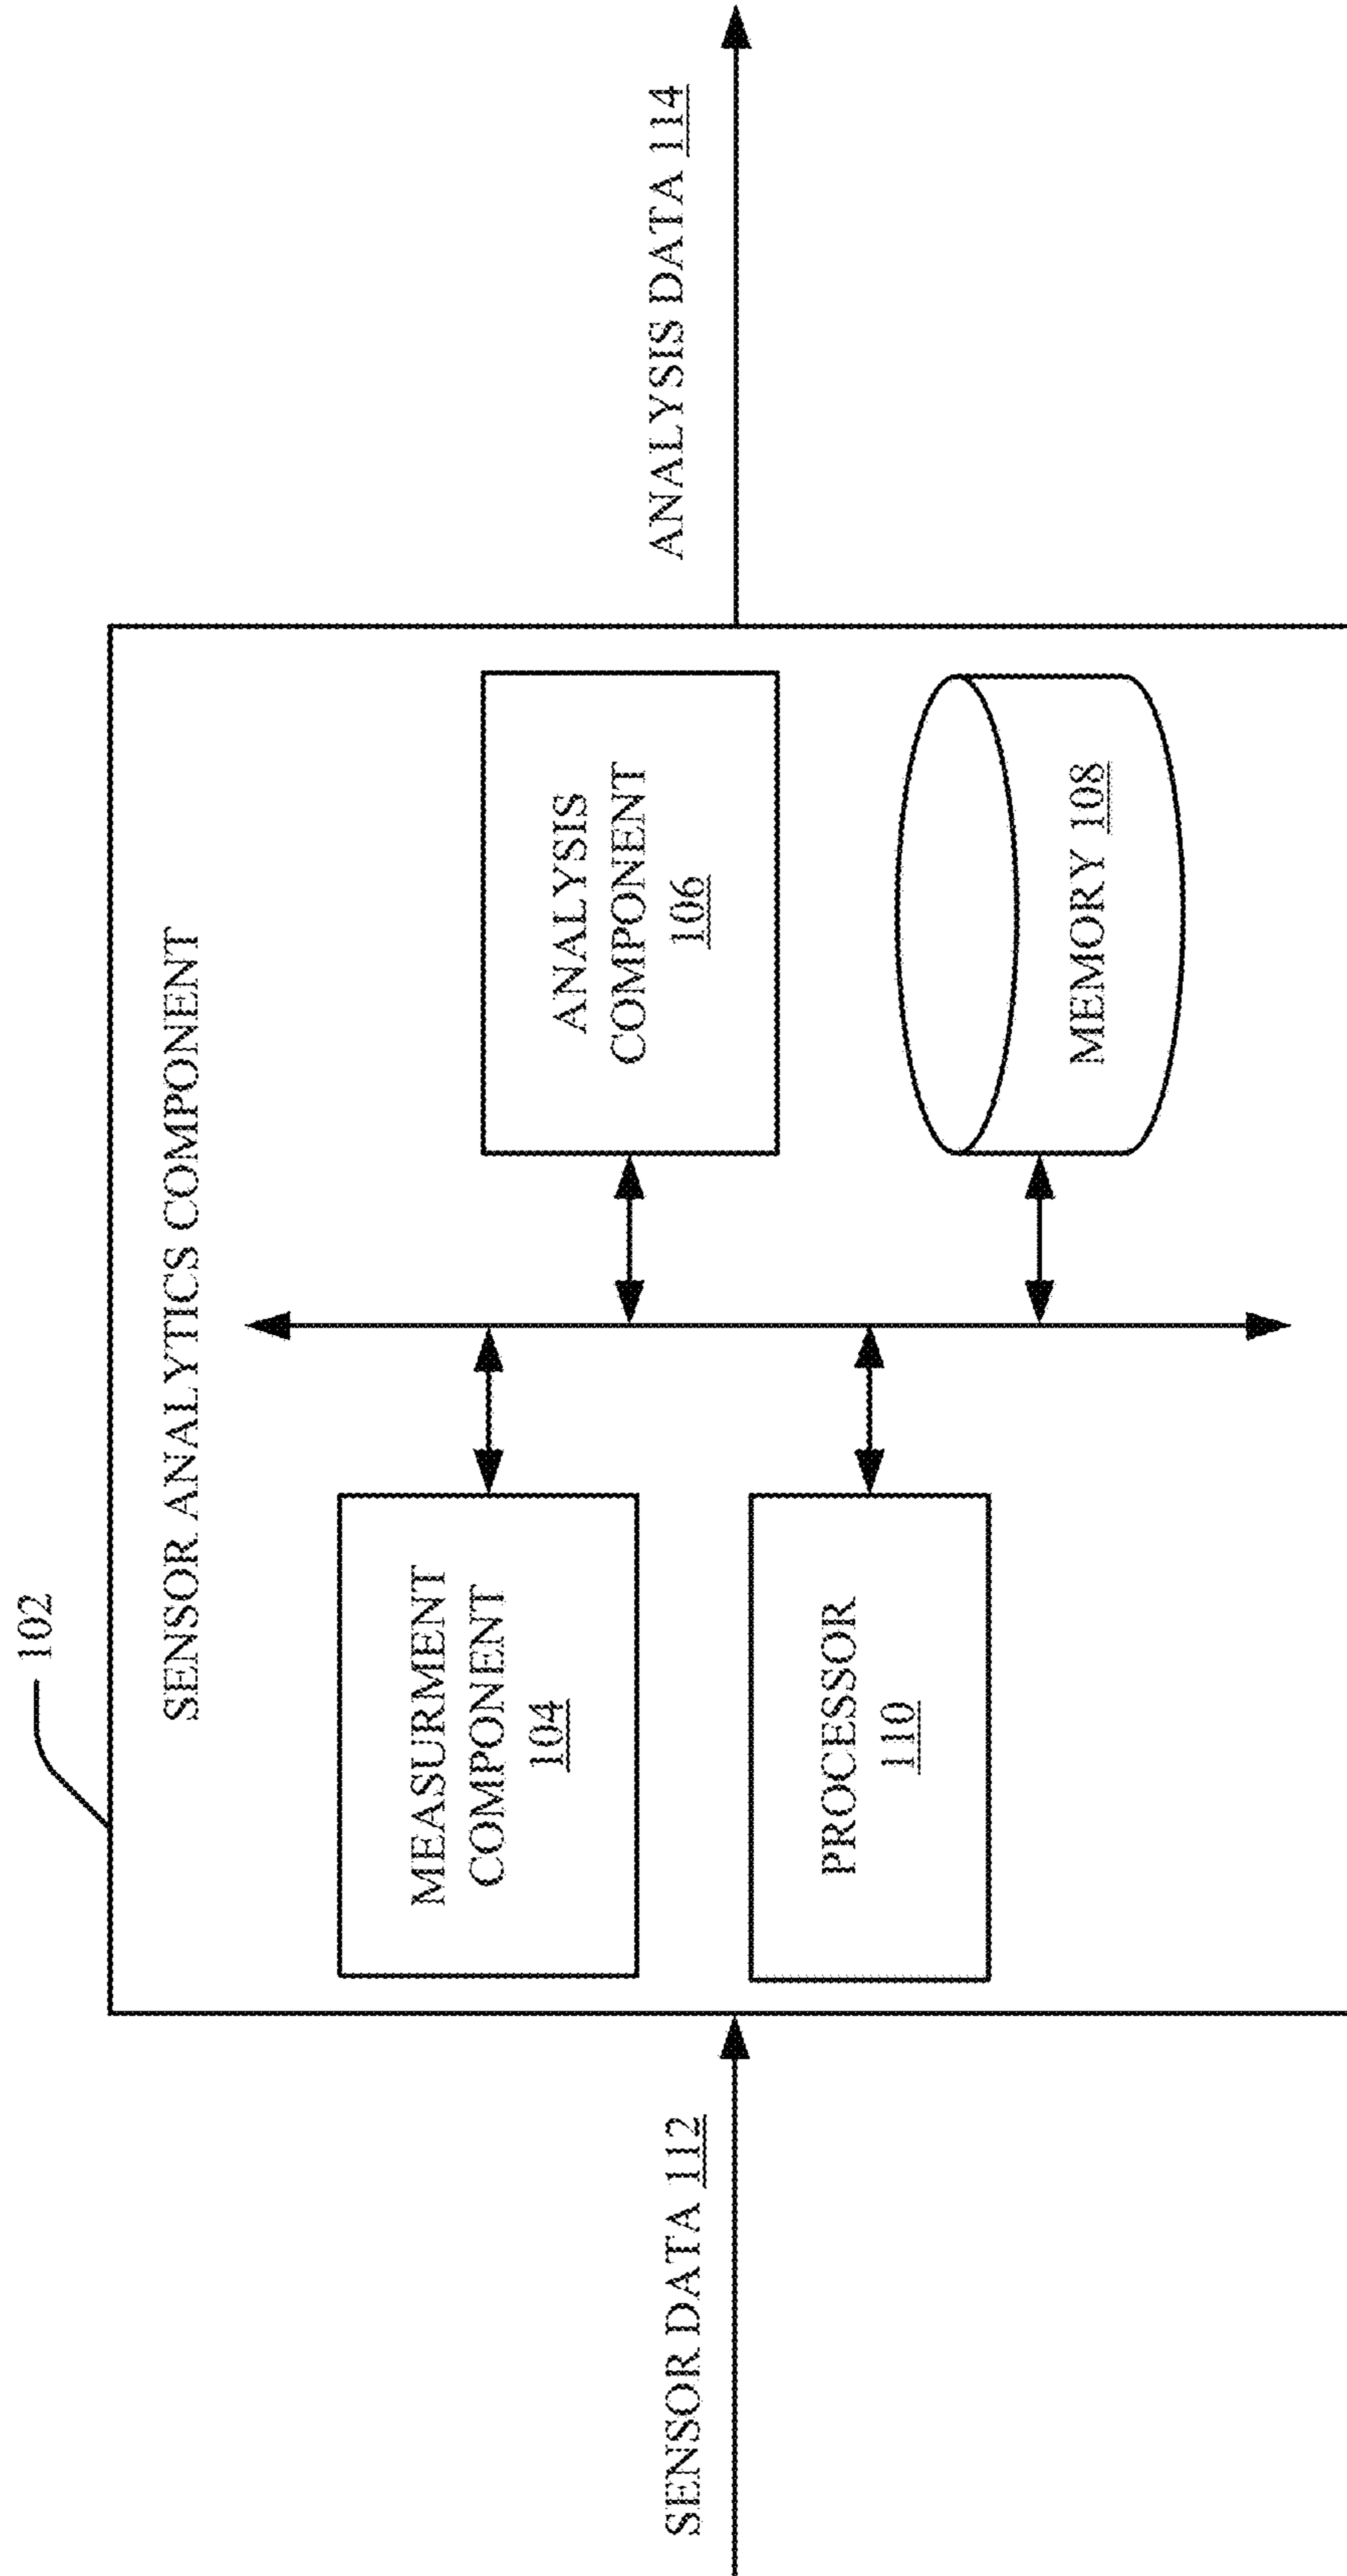 102
SENSOR ANALYTICS COMPONENT
MEASURMENT
COMPONENT
104
ANALYSIS
COMPONENT
106
SENSOR DATA 112
ANALYSIS DATA 114
PROCESSOR
110
MEMORY 108